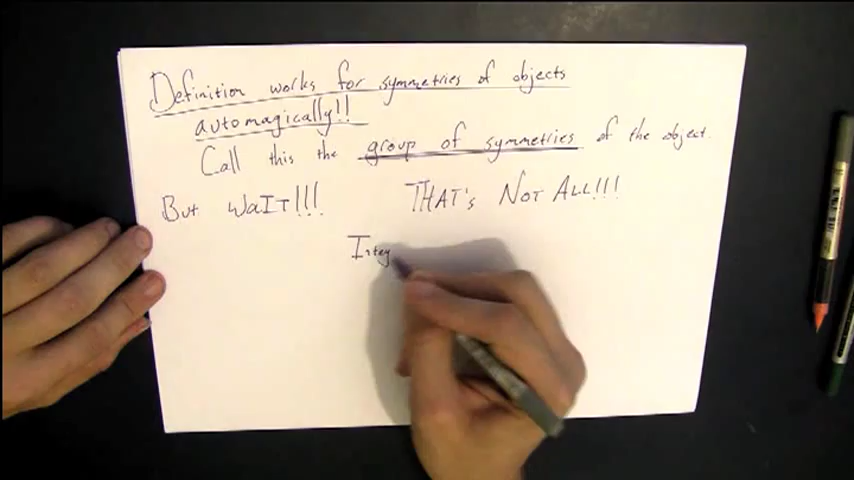 Definition works for symmetries of objects
automagically!!
Call this the group of symmetries of the object.
But WaIT!!! THAT's NOT ALL!!!
Integ